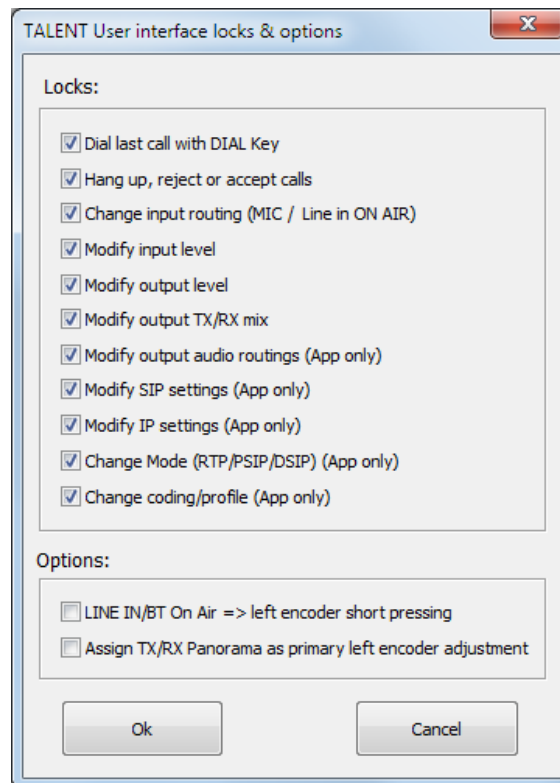 TALENT User interface locks & options
Locks:
Dial last call with DIAL Key
Hang up, reject or accept calls
Change input routing (MIC / Line in ON AIR)
Modify input level
Modify output level
Modify output TX/RX mix
Modify output audio routings (App only)
Modify SIP settings (App only)
Modify IP settings (App only)
Change Mode (RTP/PSIP/DSIP) (App only)
Change coding/profile (App only)
Options:
LINE IN/BT On Air => left encoder short pressing
Assign TX/RX Panorama as primary left encoder adjustment
Ok
Cancel